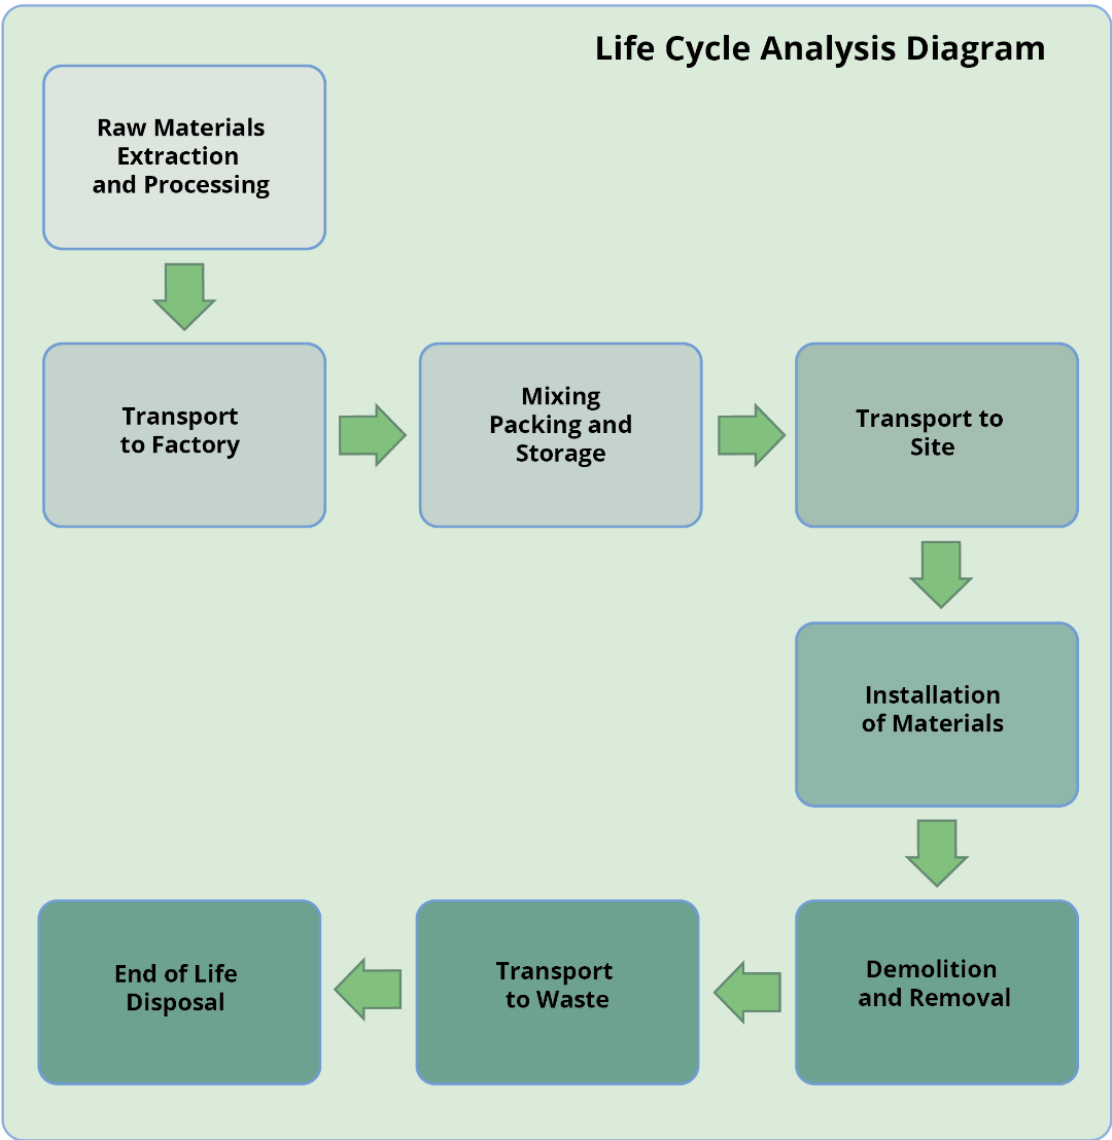 Life Cycle Analysis Diagram
Raw Materials
Extraction
and Processing
Transport
to Factory
Mixing
Packing and
Storage
Transport to
Site
Installation
of Materials
Demolition
and Removal
Transport
to Waste
End of Life
Disposal